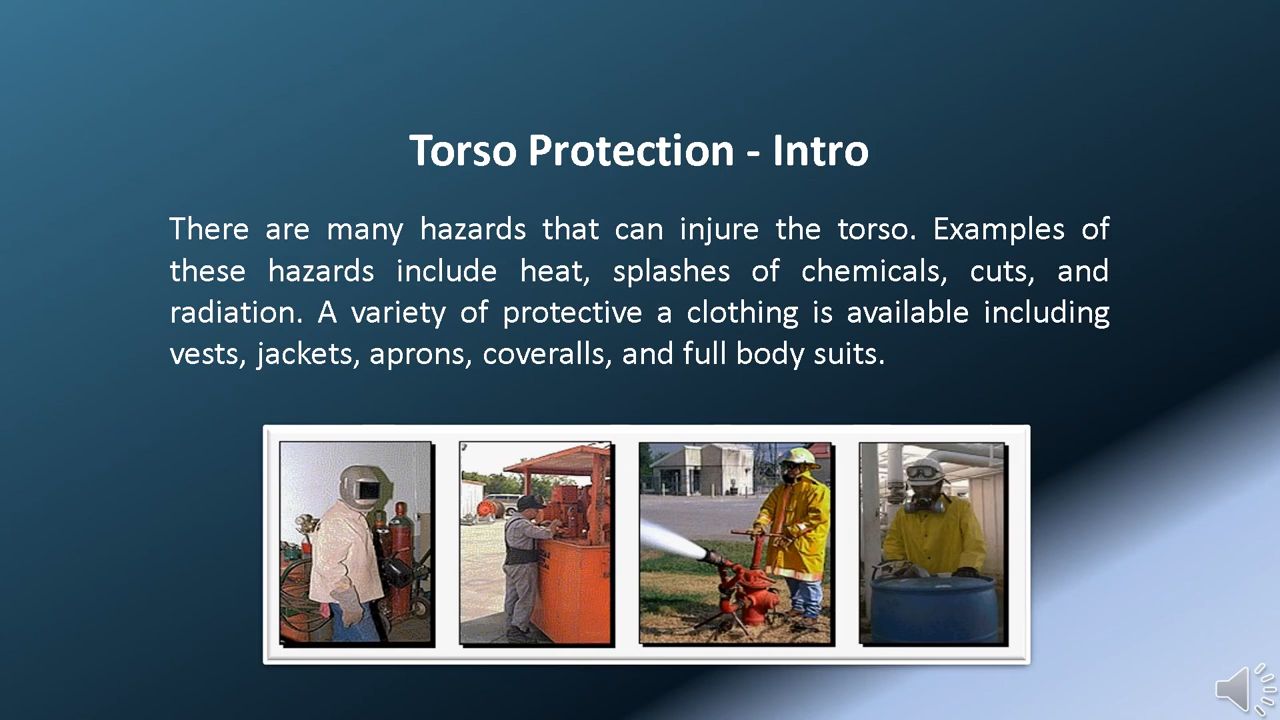 Torso Protection - Intro
There are many hazards that can injure the torso. Examples of
these hazards include heat, splashes of chemicals, cuts, and
radiation. A variety of protective a clothing is available including
vests, jackets, aprons, coveralls, and full body suits.